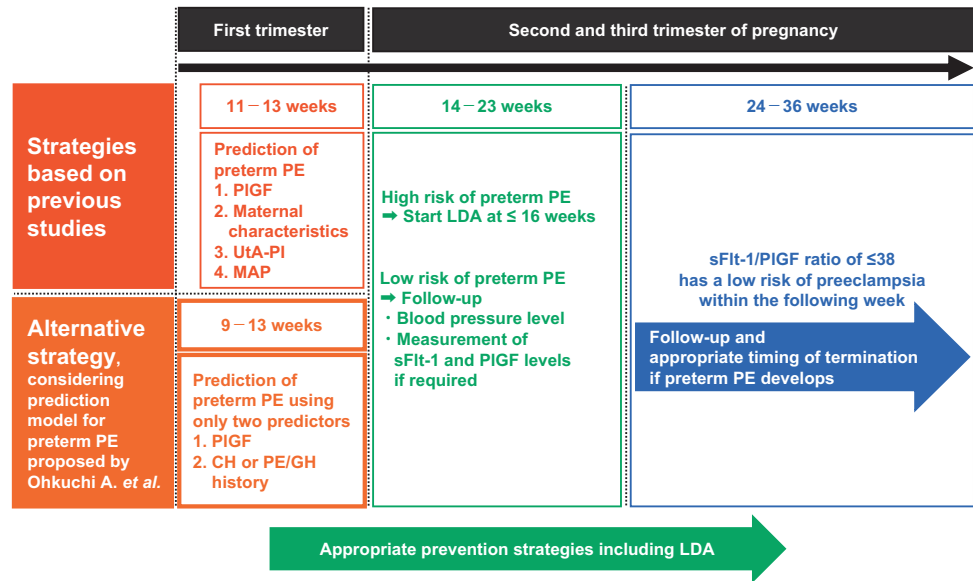 First trimester
Second and third trimester of pregnancy
11－13 weeks
14－23 weeks
24－36 weeks
Strategies
based on
previous
studies
Prediction of
preterm PE
1. PlGF
2. Maternal
characteristics
3. UtA-PI
4. MAP
High risk of preterm PE
➡ Start LDA at ≤ 16 weeks
Low risk of preterm PE
➡ Follow-up
・Blood pressure level
・Measurement of
sFlt-1 and PlGF levels
if required
sFlt-1/PlGF ratio of ≤38
has a low risk of preeclampsia
within the following week
Follow-up and
appropriate timing of termination
if preterm PE develops
Alternative
strategy,
considering
prediction
model for
preterm PE
proposed by
Ohkuchi A. et al.
9－13 weeks
Prediction of
preterm PE using
only two predictors
1. PlGF
2. CH or PE/GH
history
Appropriate prevention strategies including LDA